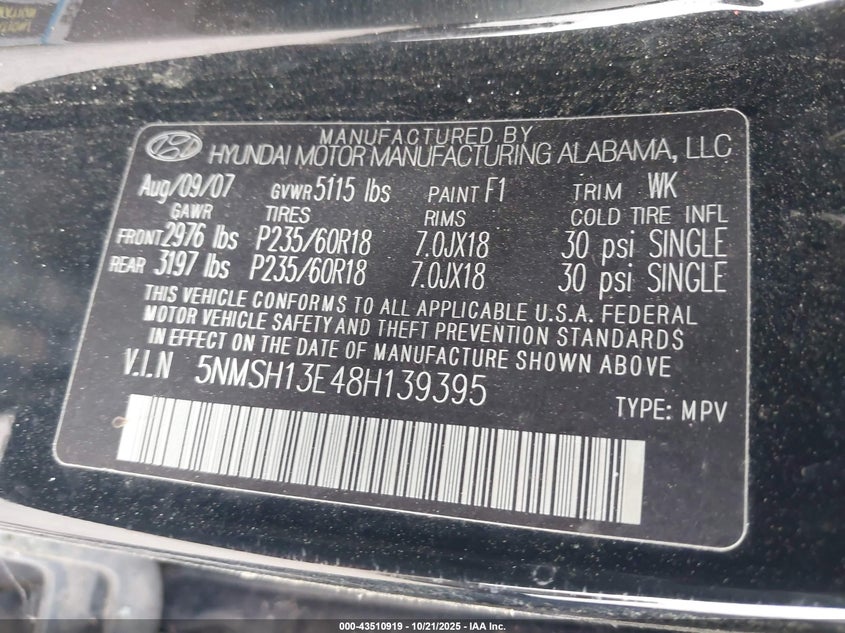 MANUFACTURED BY
HYUNDAI MOTOR MANUFACTURING ALABAMA, LLC
Aug/09/07 GVWR 5115 lbs PAINT F1 TRIM WK
GAWR TIRES RIMS COLD TIRE INFL
FRONT 2976 lbs P235/60R18 7.0JX18 30 psi SINGLE
REAR 3197 lbs P235/60R18 7.0JX18 30 psi SINGLE
THIS VEHICLE CONFORMS TO ALL APPLICABLE U.S.A. FEDERAL
MOTOR VEHICLE SAFETY AND THEFT PREVENTION STANDARDS
IN EFFECT ON THE DATE OF MANUFACTURE SHOWN ABOVE
V.I.N 5NMSH13E48H139395
TYPE: MPV
000-43510919 - 10/21/2025 - IAA Inc.